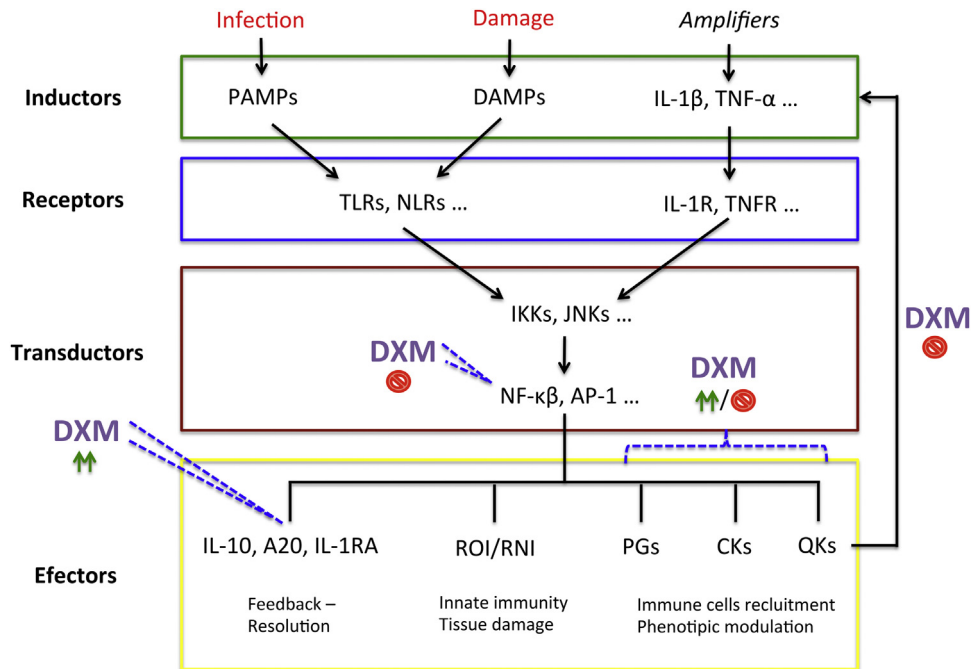 Infection
Damage
Amplifiers
Inductors
PAMPs
DAMPs
IL-1β, TNF-α ...
Receptors
TLRs, NLRs ...
IL-1R, TNFR ...
IKKs, JNKs ...
DXM
Transductors
DXM
DXM
NF-κβ, AP-1 ...
/
DXM
IL-10, A20, IL-1RA
ROI/RNI
PGs
CKs
QKs
Efectors
Feedback –
Resolution
Innate immunity
Tissue damage
Immune cells recluitment
Phenotipic modulation